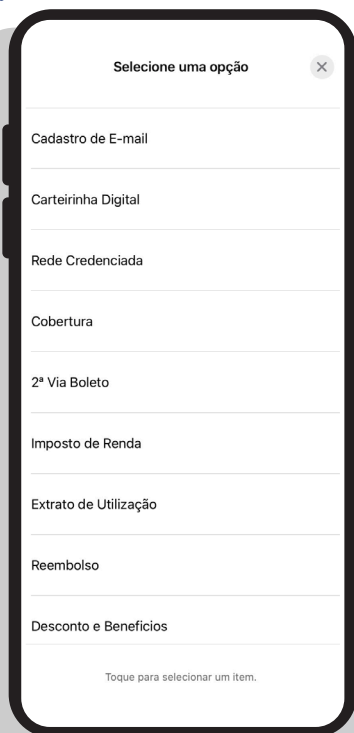 Selecione uma opção
Cadastro de E-mail
Carteirinha Digital
Rede Credenciada
Cobertura
2ª Via Boleto
Imposto de Renda
Extrato de Utilização
Reembolso
Desconto e Beneficios
Toque para selecionar um item.